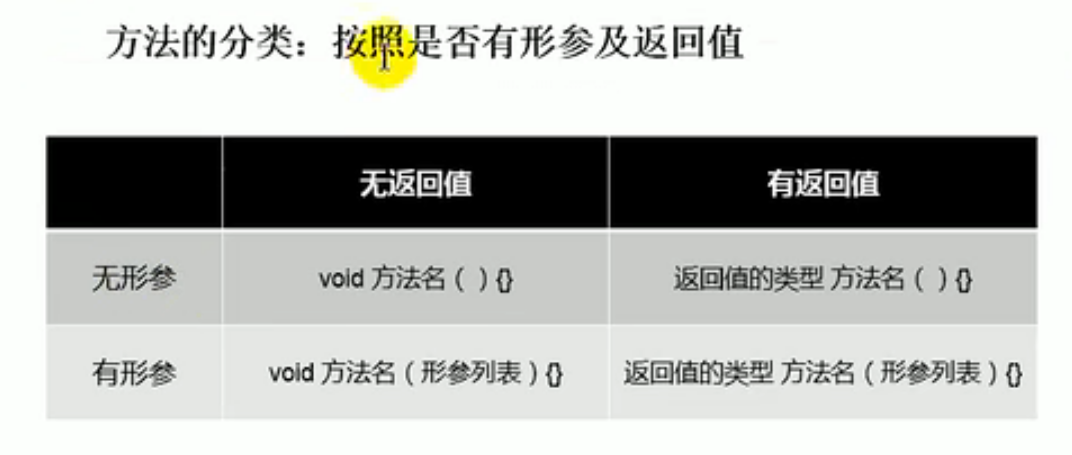 方法的分类：按照是否有形参及返回值
无返回值 有返回值
无形参 void 方法名（ ）{} 返回值的类型 方法名（ ）{}
有形参 void 方法名（形参列表）{} 返回值的类型 方法名（形参列表）{}